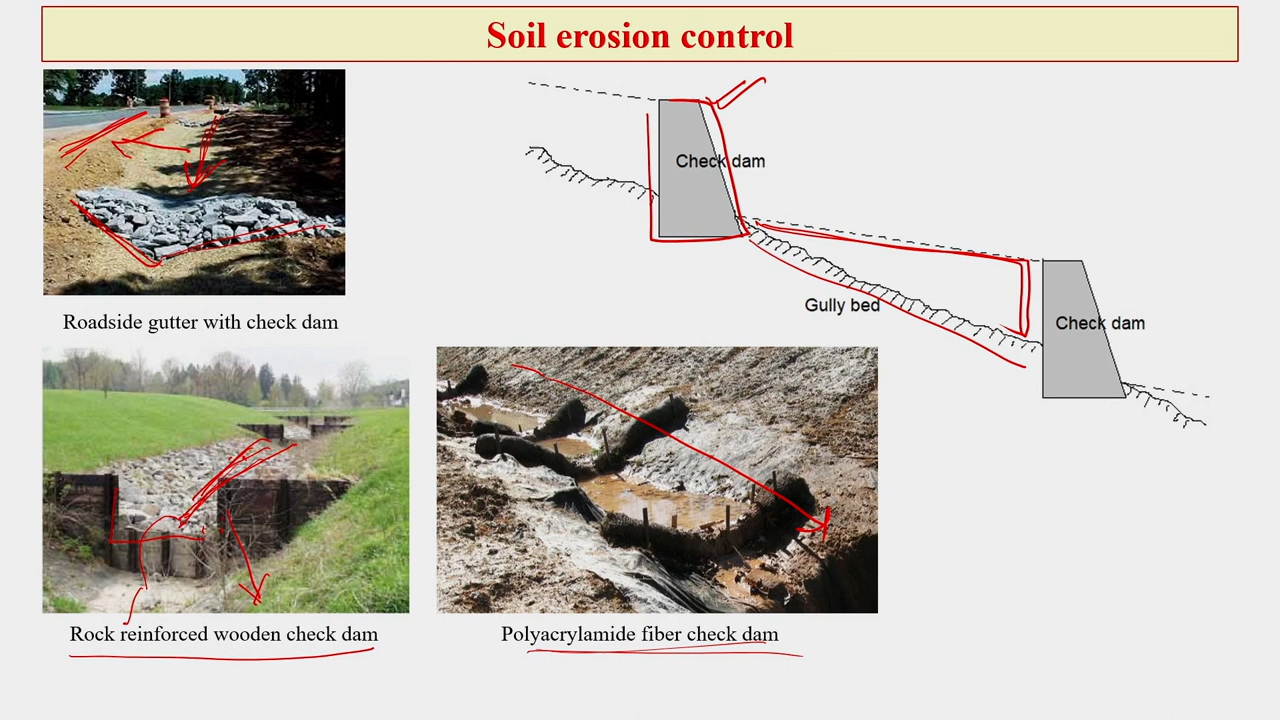 Soil erosion control
Check dam
Roadside gutter with check dam
Gully bed
Check dam
Rock reinforced wooden check dam
Polyacrylamide fiber check dam